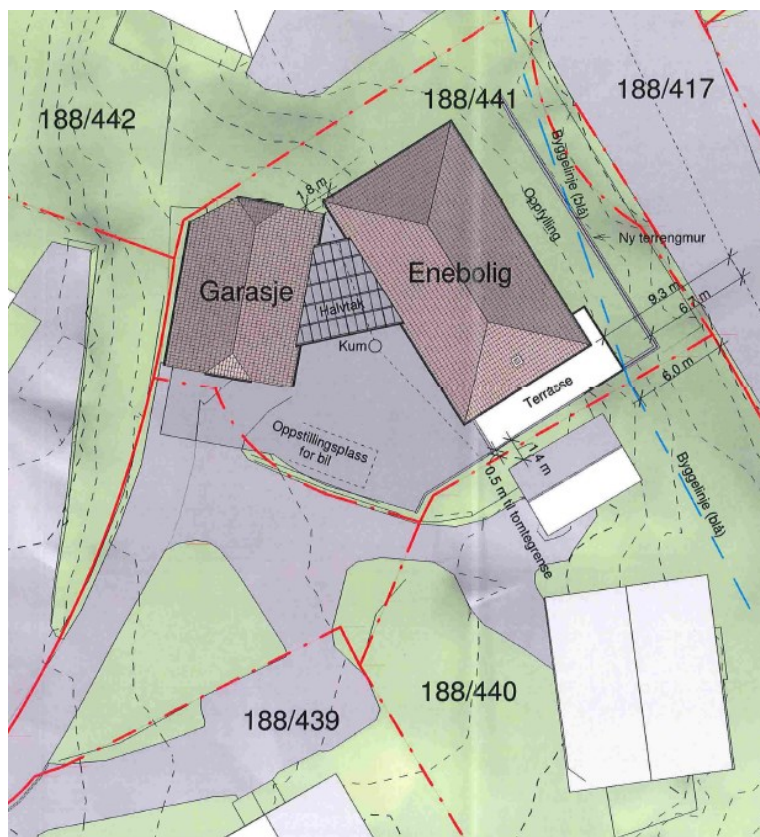 188/442
188/441
188/417
1,8 m
Byggelinje (blå)
Oppfylling
Ny terrengmur
Garasje
Enebolig
Halvtak
9,3 m
6,7 m
Kum
Terrasse
6,0 m
Oppstillingsplass
for bil
1,4 m
0,5 m til tomtegrense
Byggelinje (blå)
188/440
188/439